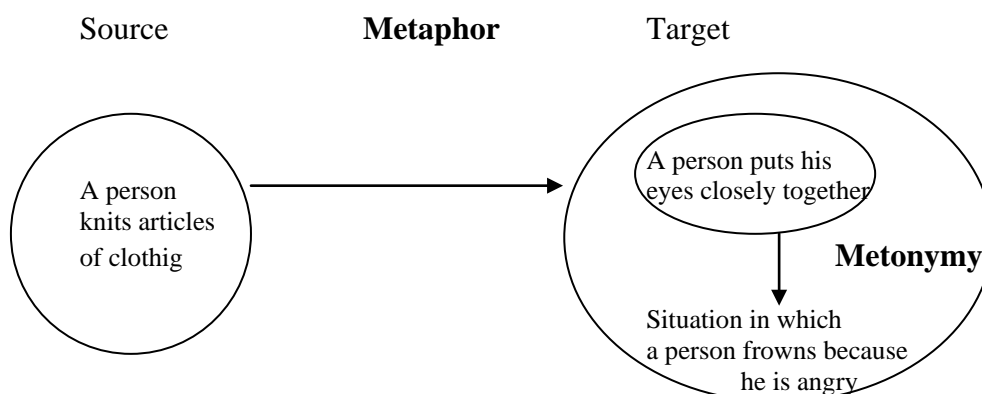 Source Metaphor Target
A person
knits articles
of clothig
A person puts his
eyes closely together
Metonymy
Situation in which
a person frowns because
he is angry